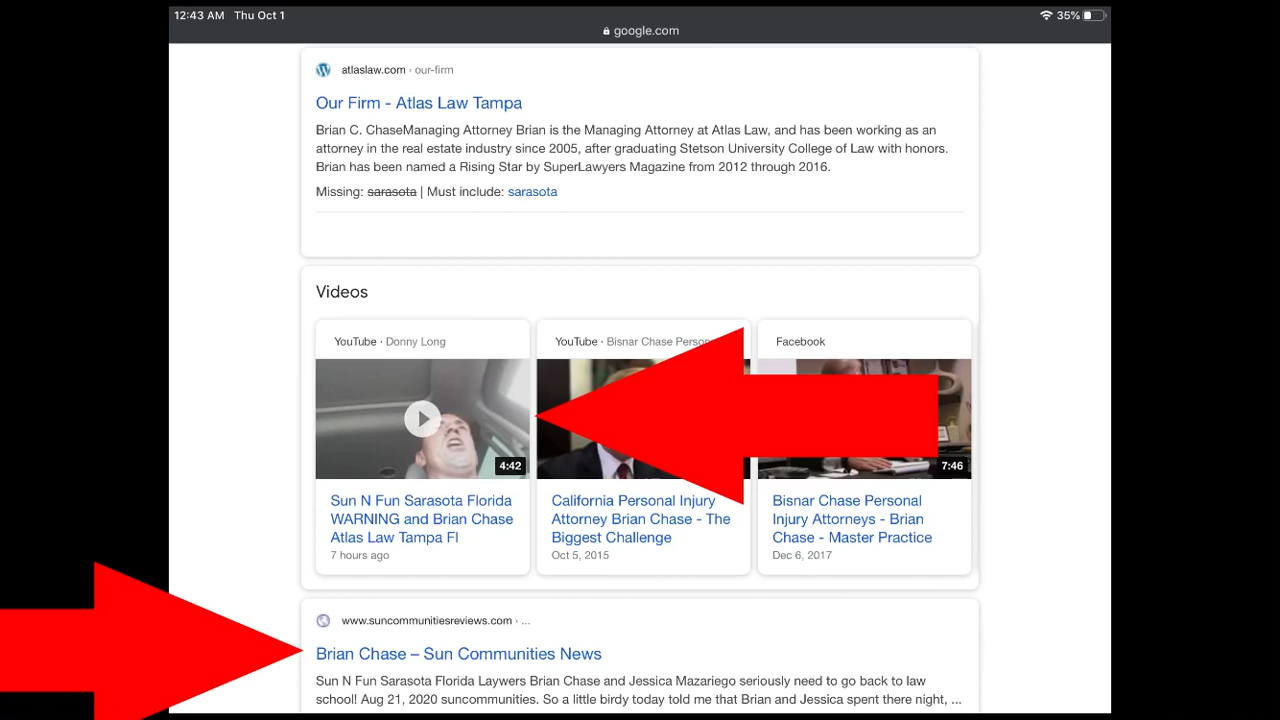 12:43 AM Thu Oct 1
35%
google.com
atlaslaw.com · our-firm
Our Firm - Atlas Law Tampa
Brian C. ChaseManaging Attorney Brian is the Managing Attorney at Atlas Law, and has been working as an
attorney in the real estate industry since 2005, after graduating Stetson University College of Law with honors.
Brian has been named a Rising Star by SuperLawyers Magazine from 2012 through 2016.
Missing: sarasota | Must include: sarasota
Videos
YouTube · Donny Long
4:42
Sun N Fun Sarasota Florida
WARNING and Brian Chase
Atlas Law Tampa Fl
7 hours ago
YouTube · Bisnar Chase
California Personal Injury
Attorney Brian Chase - The
Biggest Challenge
Oct 5, 2015
Facebook
7:46
Bisnar Chase Personal
Injury Attorneys - Brian
Chase - Master Practice
Dec 6, 2017
www.suncommunitiesreviews.com · ...
Brian Chase – Sun Communities News
Sun N Fun Sarasota Florida Laywers Brian Chase and Jessica Mazariego seriously need to go back to law
school! Aug 21, 2020 suncommunities. So a little birdy today told me that Brian and Jessica spent there night, ...